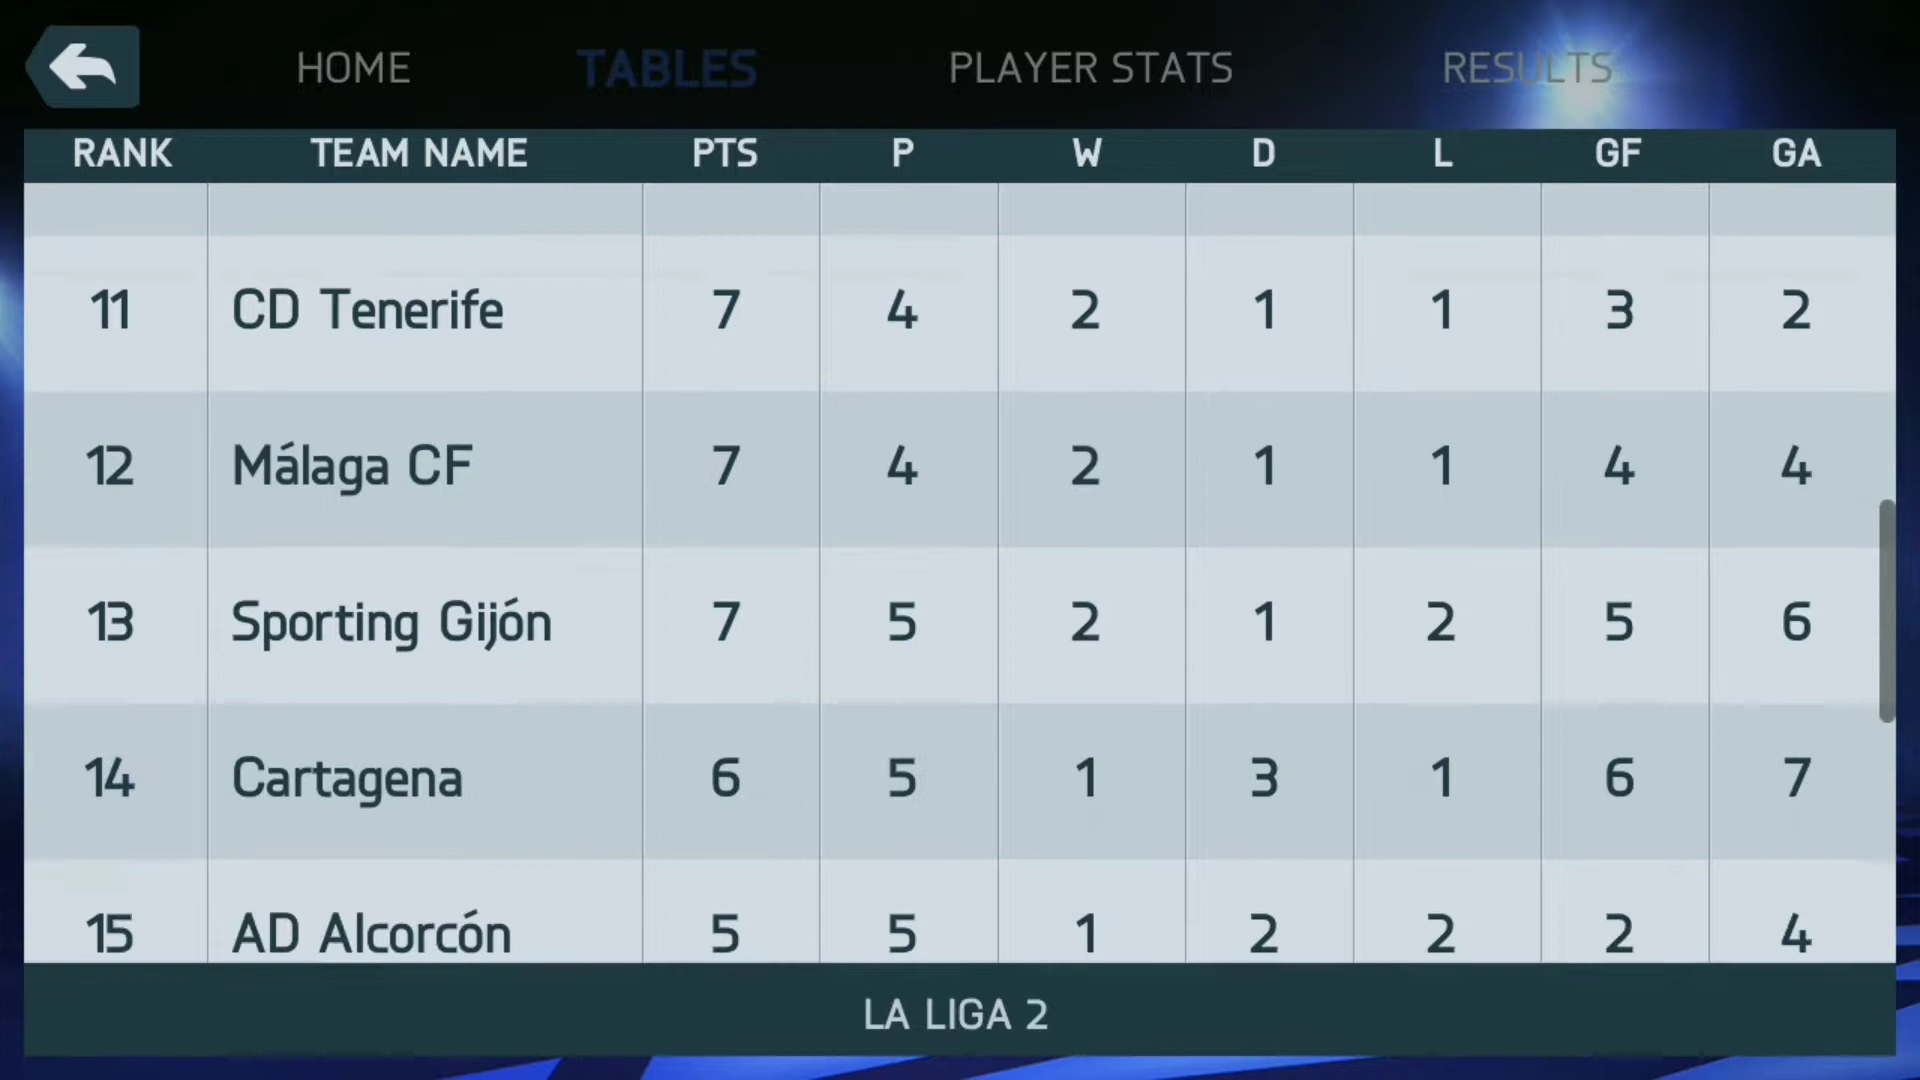 HOME TABLES PLAYER STATS RESULTS
RANK TEAM NAME PTS P W D L GF GA
11 CD Tenerife 7 4 2 1 1 3 2
12 Málaga CF 7 4 2 1 1 4 4
13 Sporting Gijón 7 5 2 1 2 5 6
14 Cartagena 6 5 1 3 1 6 7
15 AD Alcorcón 5 5 1 2 2 2 4
LA LIGA 2